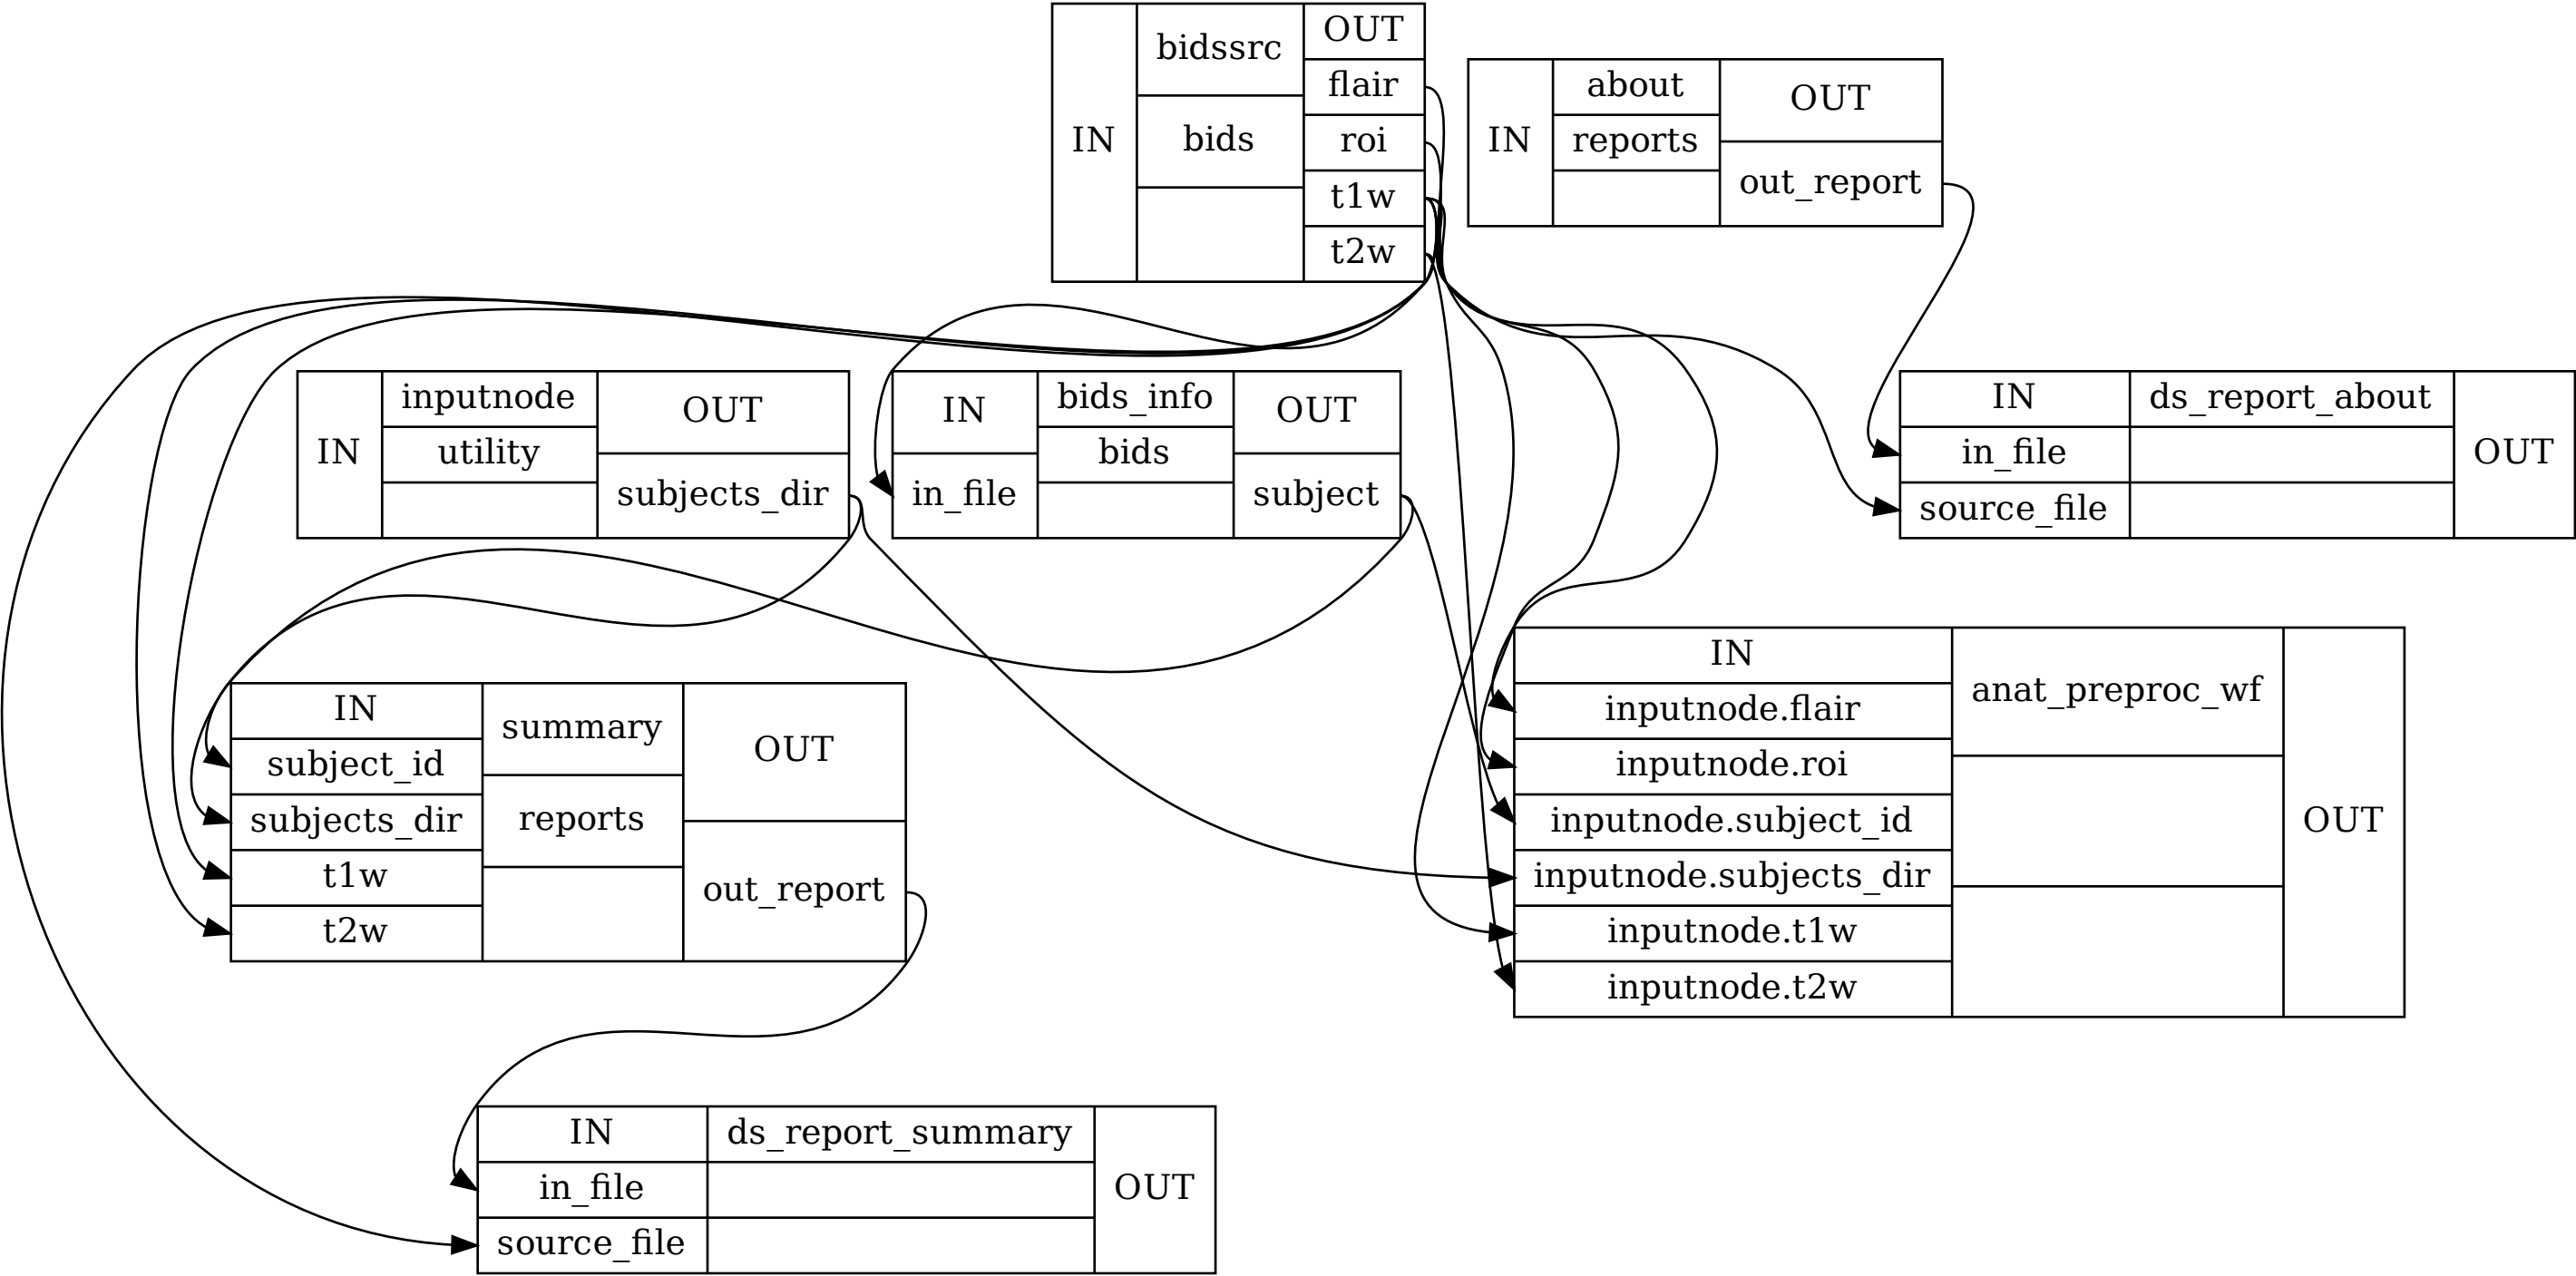 IN
bidssrc
bids
OUT
flair
roi
t1w
t2w
IN
about
reports
OUT
out_report
IN
inputnode
utility
OUT
subjects_dir
IN
in_file
bids_info
bids
OUT
subject
IN
in_file
source_file
ds_report_about
OUT
IN
subject_id
subjects_dir
t1w
t2w
summary
reports
OUT
out_report
IN
inputnode.flair
inputnode.roi
inputnode.subject_id
inputnode.subjects_dir
inputnode.t1w
inputnode.t2w
anat_preproc_wf
OUT
IN
in_file
source_file
ds_report_summary
OUT